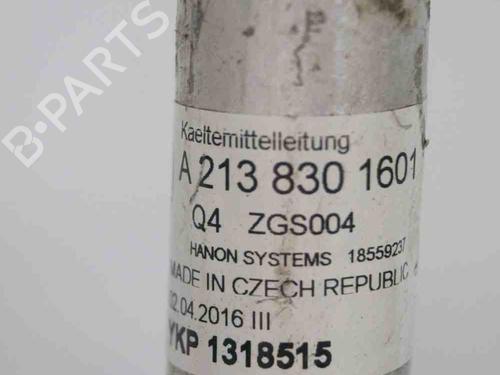 B-PARTS
Kaeltemittelleitung
A 213 830 1601
Q4 ZGS004
HANON SYSTEMS 18559237
MADE IN CZECH REPUBLIC
02.04.2016 III
YKP 1318515